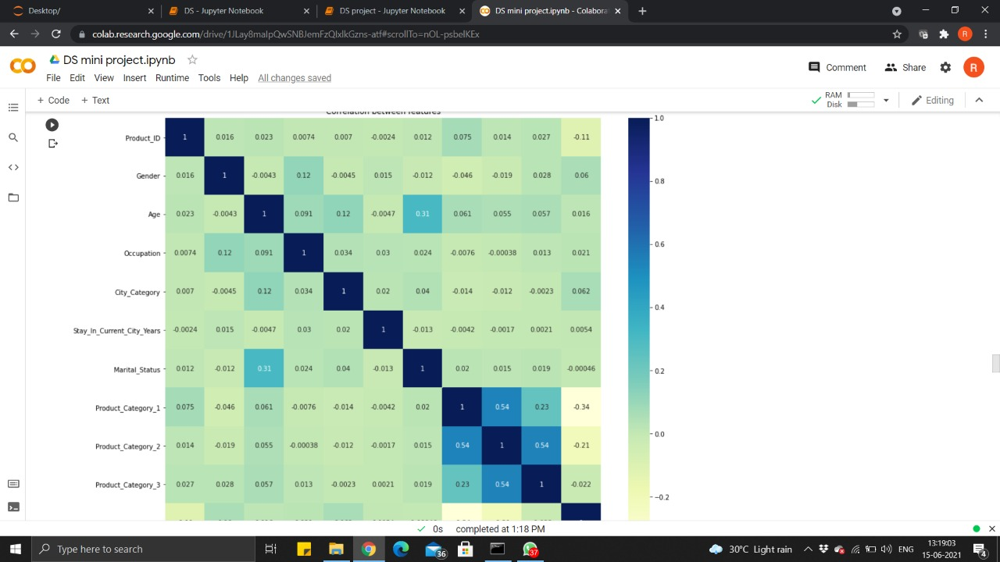 Desktop/
DS - Jupyter Notebook
DS project - Jupyter Notebook
DS mini project.ipynb - Colabora
colab.research.google.com/drive/1JLay8malpQwSNBJemFzQlxlkGzns-atf#scrollTo=nOL-psbelKEx
R
DS mini project.ipynb
File Edit View Insert Runtime Tools Help All changes saved
Comment Share R
+ Code + Text
RAM
Disk
Editing
Correlation between features
Product_ID 1 0.016 0.023 0.0074 0.007 -0.0024 0.012 0.075 0.014 0.027 -0.11
Gender 0.016 1 -0.0043 0.12 -0.0045 0.015 -0.012 -0.046 -0.019 0.028 0.06
Age 0.023 -0.0043 1 0.091 0.12 -0.0047 0.31 0.061 0.055 0.057 0.016
Occupation 0.0074 0.12 0.091 1 0.034 0.03 0.024 -0.0076 -0.00038 0.013 0.021
City_Category 0.007 -0.0045 0.12 0.034 1 0.02 0.04 -0.014 -0.012 -0.0023 0.062
Stay_In_Current_City_Years -0.0024 0.015 -0.0047 0.03 0.02 1 -0.013 -0.0042 -0.0017 0.0021 0.0054
Marital_Status 0.012 -0.012 0.31 0.024 0.04 -0.013 1 0.02 0.015 0.019 -0.00046
Product_Category_1 0.075 -0.046 0.061 -0.0076 -0.014 -0.0042 0.02 1 0.54 0.23 -0.34
Product_Category_2 0.014 -0.019 0.055 -0.00038 -0.012 -0.0017 0.015 0.54 1 0.54 -0.21
Product_Category_3 0.027 0.028 0.057 0.013 -0.0023 0.0021 0.019 0.23 0.54 1 -0.022
1.0
0.8
0.6
0.4
0.2
0.0
-0.2
0s completed at 1:18 PM
Type here to search
36
37
30°C Light rain
ENG
13:19:03
15-06-2021
4